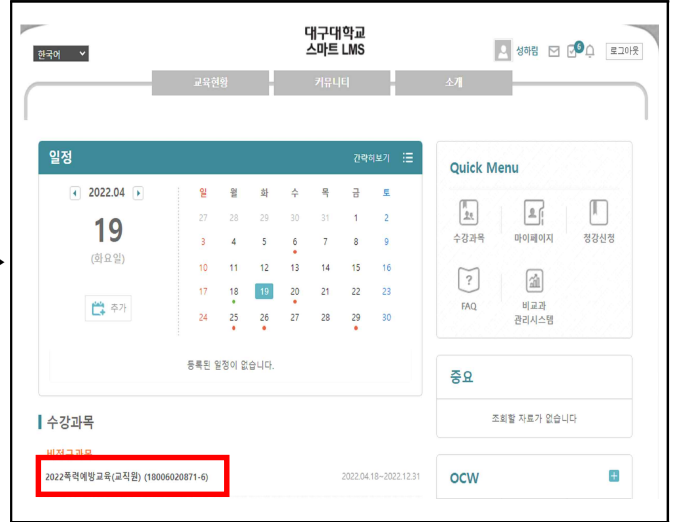 대구대학교
스마트 LMS
한국어
성하림
6
로그아웃
교육현황
커뮤니티
소개
일정
간략히보기
2022.04
19
(화요일)
추가
일 월 화 수 목 금 토
27 28 29 30 31 1 2
3 4 5 6 7 8 9
10 11 12 13 14 15 16
17 18 19 20 21 22 23
24 25 26 27 28 29 30
등록된 일정이 없습니다.
Quick Menu
수강과목
마이페이지
청강신청
FAQ
비교과
관리시스템
중요
조회할 자료가 없습니다
수강과목
비정규과목
2022폭력예방교육(교직원) (18006020871-6)
2022.04.18~2022.12.31
OCW